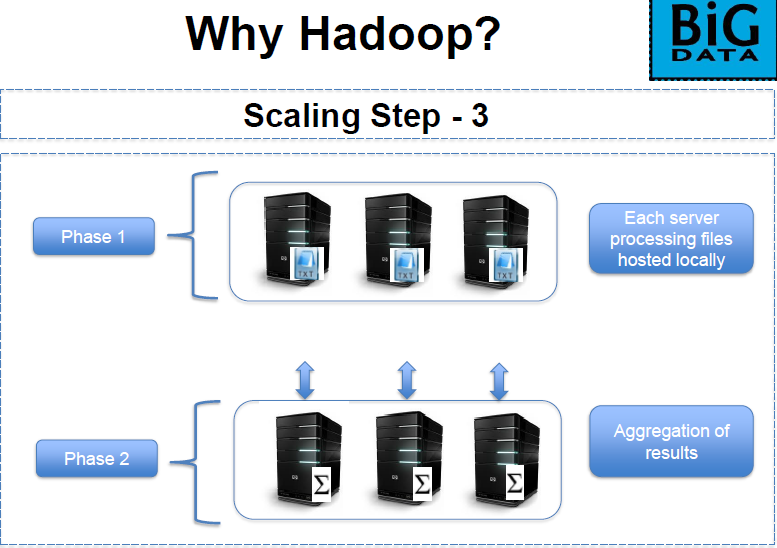 Why Hadoop?
BiG
DATA
Scaling Step - 3
Phase 1
TXT
TXT
TXT
Each server
processing files
hosted locally
Phase 2
Σ
Σ
Σ
Aggregation of
results